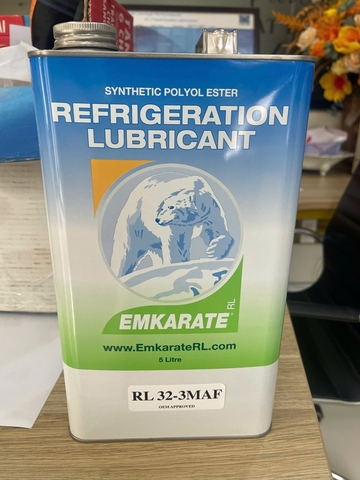 SYNTHETIC POLYOL ESTER
REFRIGERATION
LUBRICANT
EMKARATE RL
www.EmkarateRL.com
5 Litre
RL 32-3MAF
OEM APPROVED